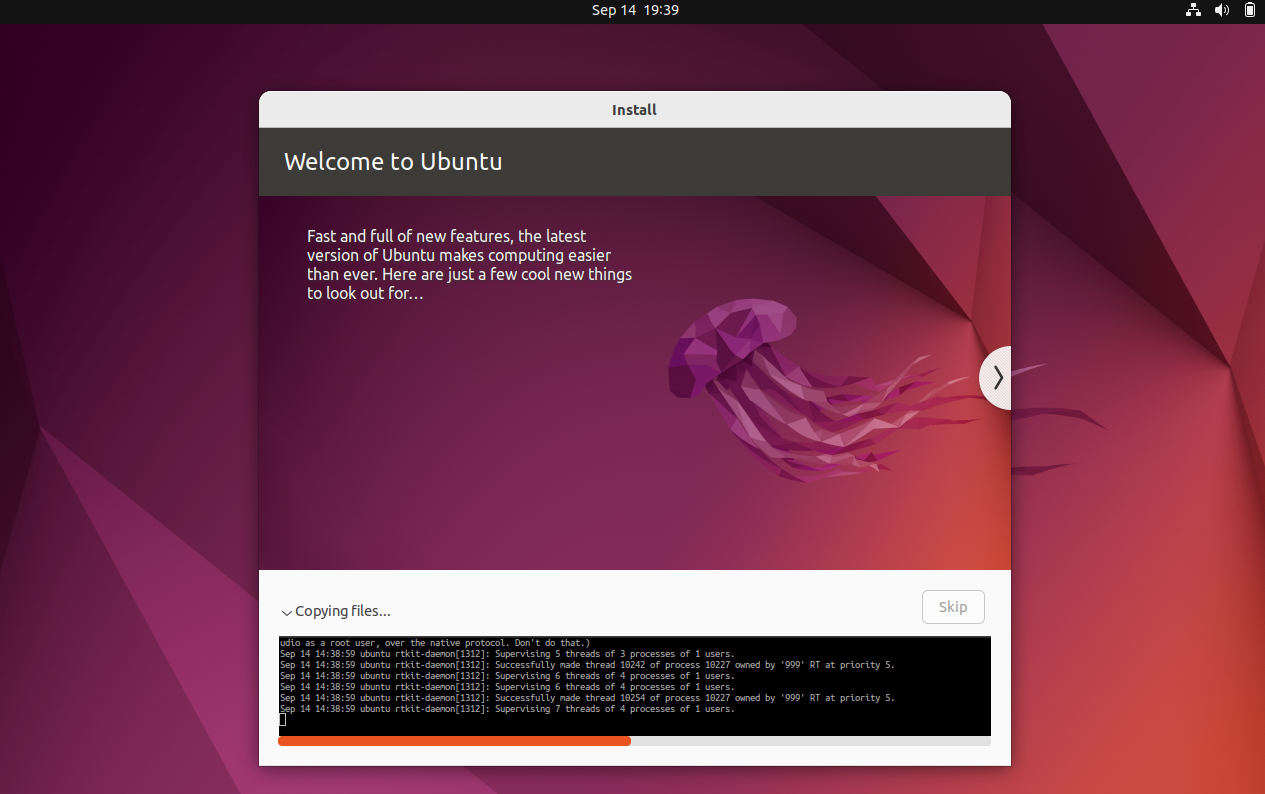 Sep 14  19:39
Install
Welcome to Ubuntu
Fast and full of new features, the latest
version of Ubuntu makes computing easier
than ever. Here are just a few cool new things
to look out for…
Copying files...
Skip
udio as a root user, over the native protocol. Don't do that.)
Sep 14 14:38:59 ubuntu rtkit-daemon[1312]: Supervising 5 threads of 3 processes of 1 users.
Sep 14 14:38:59 ubuntu rtkit-daemon[1312]: Successfully made thread 10242 of process 10227 owned by '999' RT at priority 5.
Sep 14 14:38:59 ubuntu rtkit-daemon[1312]: Supervising 6 threads of 4 processes of 1 users.
Sep 14 14:38:59 ubuntu rtkit-daemon[1312]: Supervising 6 threads of 4 processes of 1 users.
Sep 14 14:38:59 ubuntu rtkit-daemon[1312]: Successfully made thread 10254 of process 10227 owned by '999' RT at priority 5.
Sep 14 14:38:59 ubuntu rtkit-daemon[1312]: Supervising 7 threads of 4 processes of 1 users.